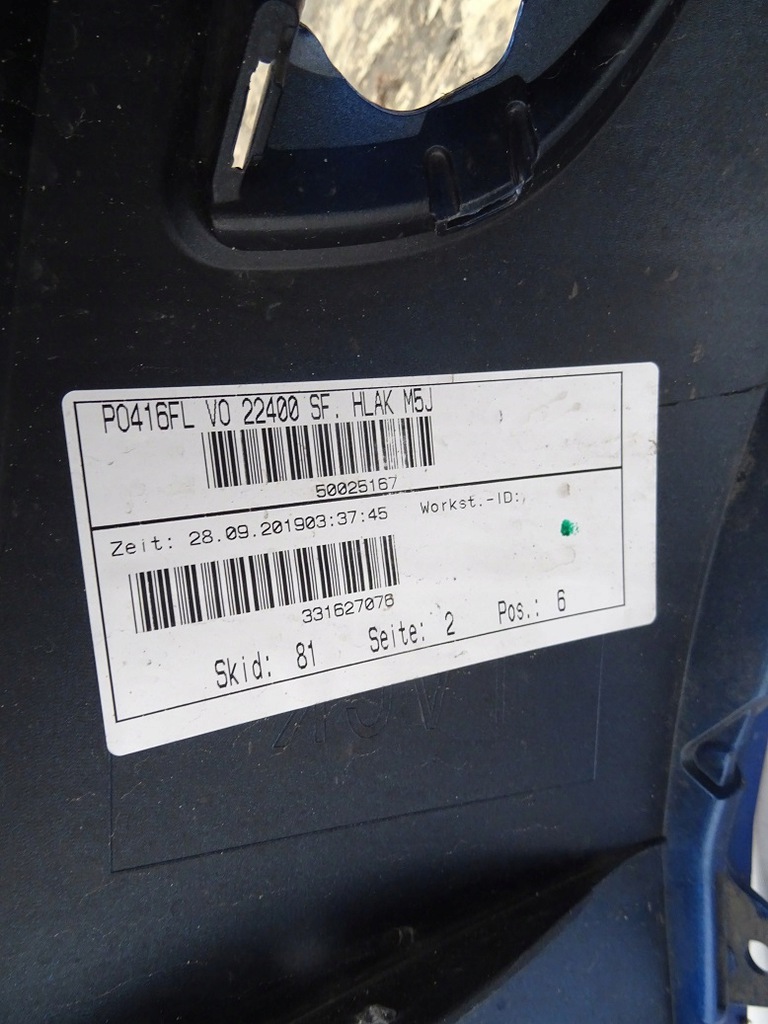 P0416FL VO 22400 SF. HLAK M5J
50025167
Zeit: 28.09.201903:37:45 Workst.-ID:
331627078
Skid: 81 Seite: 2 Pos.: 6